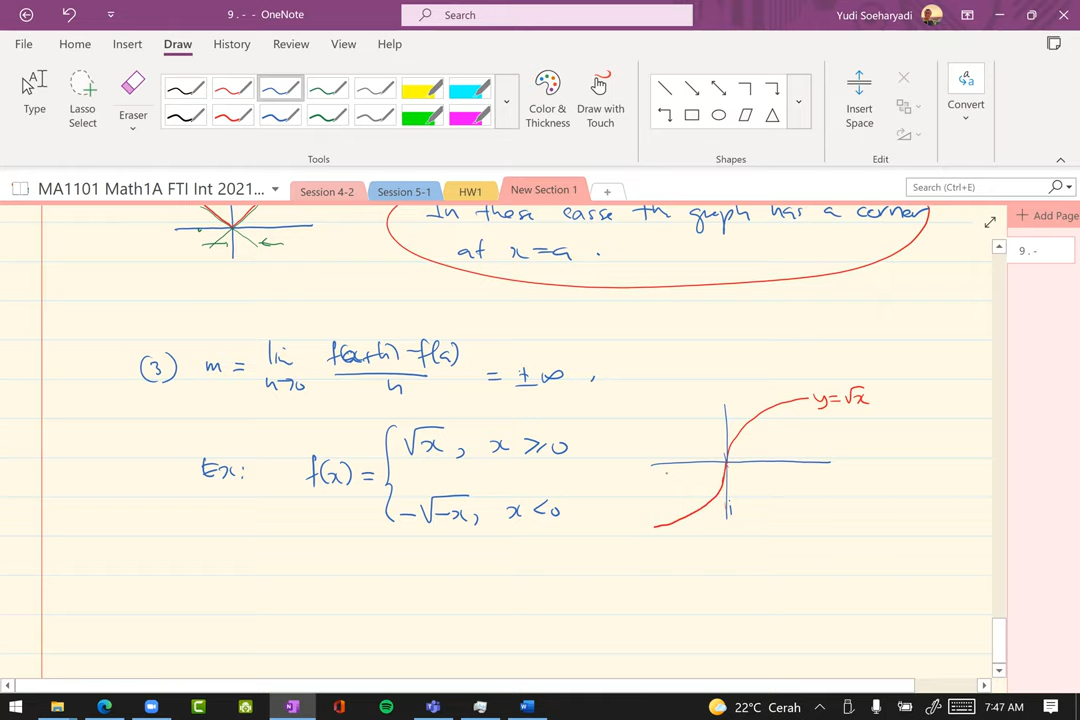 9 . - - OneNote
Search
Yudi Soeharyadi
File Home Insert Draw History Review View Help
Type
Lasso Select
Eraser
Color & Thickness
Draw with Touch
Insert Space
Convert
Tools
Shapes
Edit
MA1101 Math1A FTI Int 2021...
Session 4-2
Session 5-1
HW1
New Section 1
Search (Ctrl+E)
Add Page
9 . -
In these casse th graph has a corner
at x=a .
(3) m = lim h→0 f(a+h)-f(a) / h = ± ∞ ,
y=√x
Ex: f(x) = { √x , x ≥0
-√-x, x <0
22°C Cerah
7:47 AM